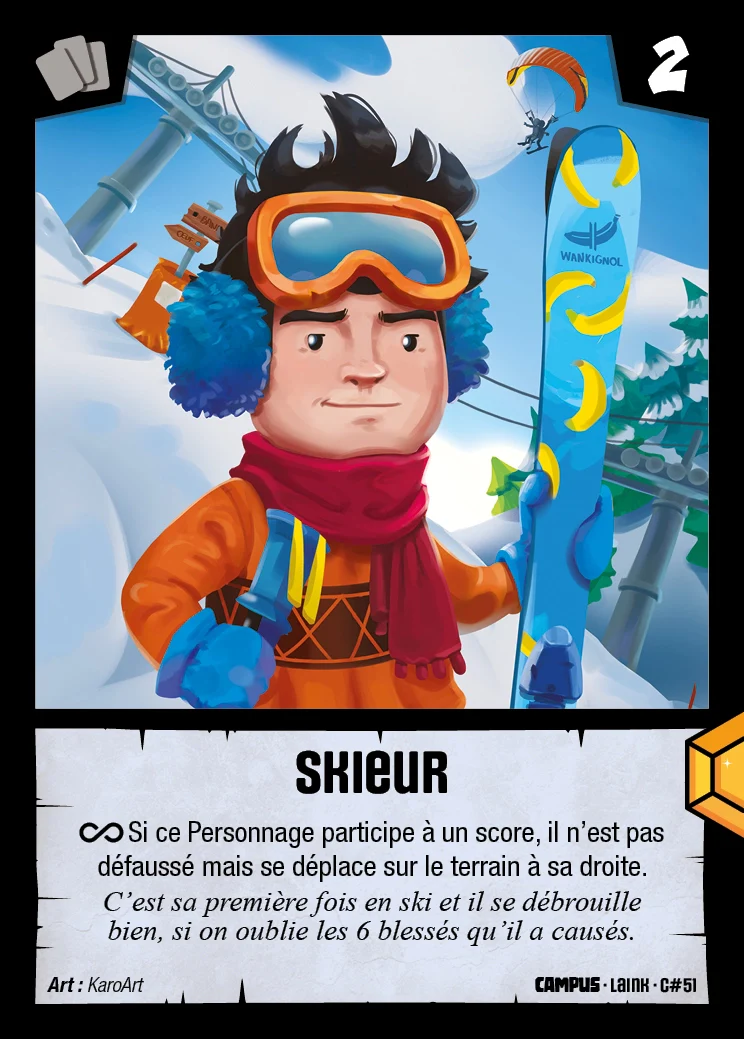 2
WANKIGNOL
SKIEUR
∞ Si ce Personnage participe à un score, il n’est pas
défaussé mais se déplace sur le terrain à sa droite.
C’est sa première fois en ski et il se débrouille
bien, si on oublie les 6 blessés qu’il a causés.
Art : KaroArt
CAMPUS · LAINK · C#51